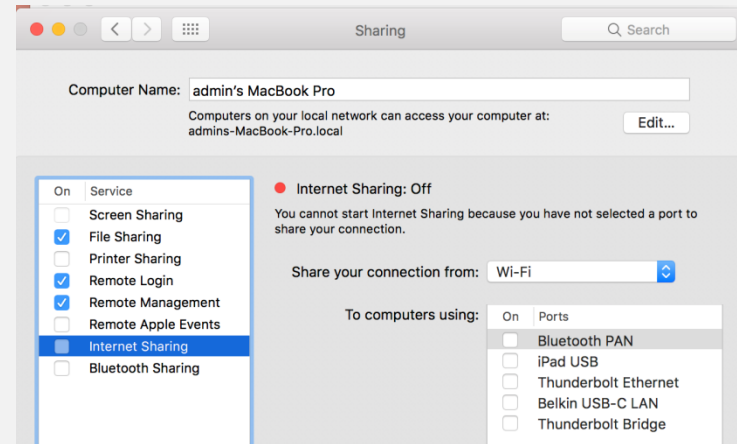 Sharing
Search
Computer Name: admin's MacBook Pro
Computers on your local network can access your computer at:
admins-MacBook-Pro.local
Edit...
On Service
Screen Sharing
File Sharing
Printer Sharing
Remote Login
Remote Management
Remote Apple Events
Internet Sharing
Bluetooth Sharing
Internet Sharing: Off
You cannot start Internet Sharing because you have not selected a port to
share your connection.
Share your connection from: Wi-Fi
To computers using:
On Ports
Bluetooth PAN
iPad USB
Thunderbolt Ethernet
Belkin USB-C LAN
Thunderbolt Bridge